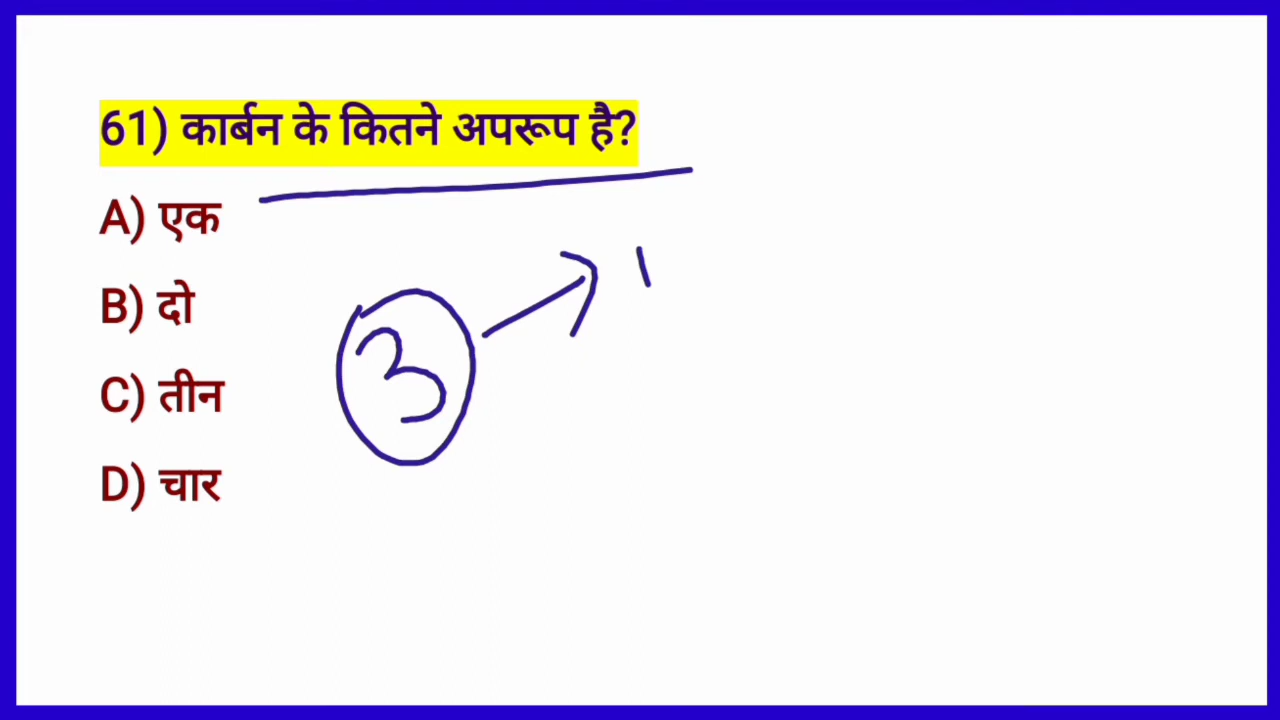 61) कार्बन के कितने अपरूप है?
A) एक
B) दो
3
C) तीन
D) चार